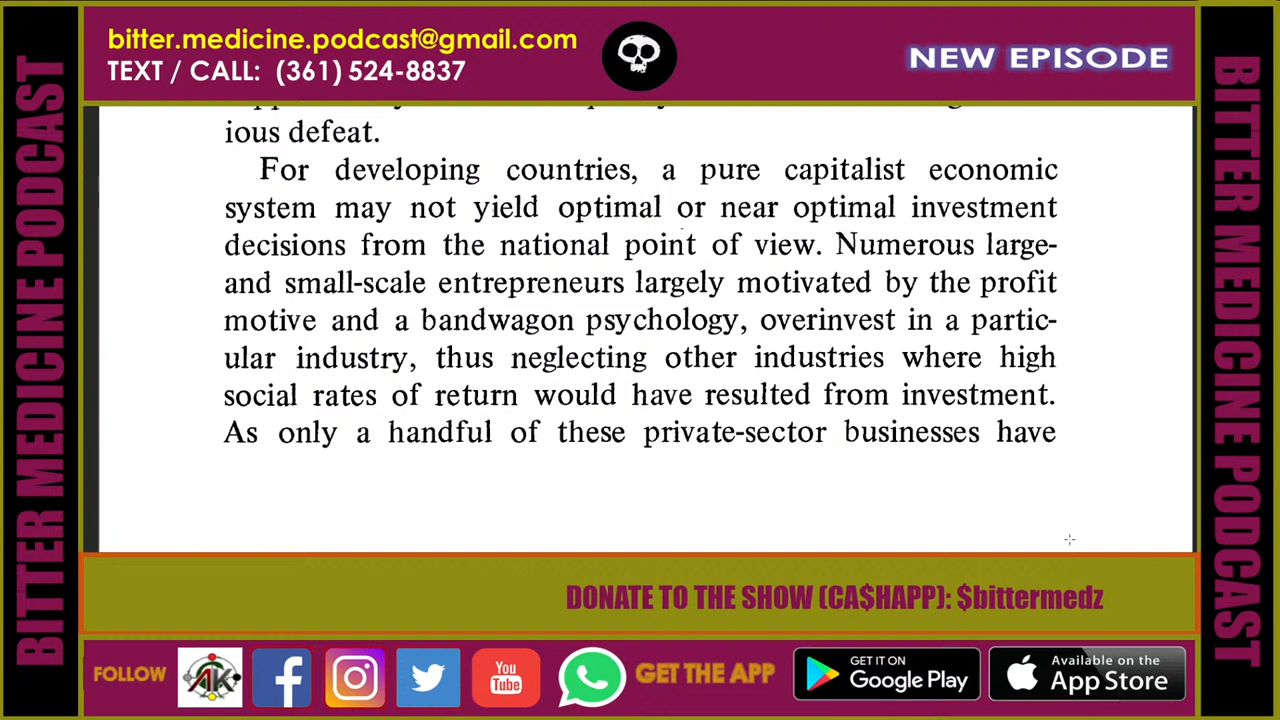 bitter.medicine.podcast@gmail.com
TEXT / CALL: (361) 524-8837
NEW EPISODE
BITTER MEDICINE PODCAST
ious defeat.
For developing countries, a pure capitalist economic
system may not yield optimal or near optimal investment
decisions from the national point of view. Numerous large-
and small-scale entrepreneurs largely motivated by the profit
motive and a bandwagon psychology, overinvest in a partic-
ular industry, thus neglecting other industries where high
social rates of return would have resulted from investment.
As only a handful of these private-sector businesses have
BITTER MEDICINE PODCAST
DONATE TO THE SHOW (CA$HAPP): $bittermedz
FOLLOW
ATK
You
Tube
GET THE APP
GET IT ON
Google Play
Available on the
App Store